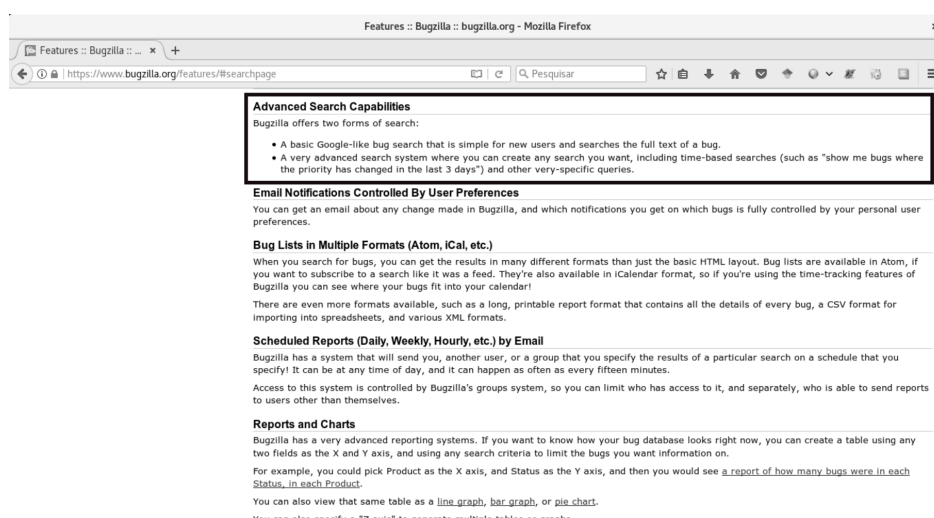 Features :: Bugzilla :: bugzilla.org - Mozilla Firefox
Features :: Bugzilla :: ... × +
https://www.bugzilla.org/features/#searchpage
Pesquisar
Advanced Search Capabilities
Bugzilla offers two forms of search:
• A basic Google-like bug search that is simple for new users and searches the full text of a bug.
• A very advanced search system where you can create any search you want, including time-based searches (such as "show me bugs where
the priority has changed in the last 3 days") and other very-specific queries.
Email Notifications Controlled By User Preferences
You can get an email about any change made in Bugzilla, and which notifications you get on which bugs is fully controlled by your personal user
preferences.
Bug Lists in Multiple Formats (Atom, iCal, etc.)
When you search for bugs, you can get the results in many different formats than just the basic HTML layout. Bug lists are available in Atom, if
you want to subscribe to a search like it was a feed. They're also available in iCalendar format, so if you're using the time-tracking features of
Bugzilla you can see where your bugs fit into your calendar!
There are even more formats available, such as a long, printable report format that contains all the details of every bug, a CSV format for
importing into spreadsheets, and various XML formats.
Scheduled Reports (Daily, Weekly, Hourly, etc.) by Email
Bugzilla has a system that will send you, another user, or a group that you specify the results of a particular search on a schedule that you
specify! It can be at any time of day, and it can happen as often as every fifteen minutes.
Access to this system is controlled by Bugzilla's groups system, so you can limit who has access to it, and separately, who is able to send reports
to users other than themselves.
Reports and Charts
Bugzilla has a very advanced reporting systems. If you want to know how your bug database looks right now, you can create a table using any
two fields as the X and Y axis, and using any search criteria to limit the bugs you want information on.
For example, you could pick Product as the X axis, and Status as the Y axis, and then you would see a report of how many bugs were in each
Status, in each Product.
You can also view that same table as a line graph, bar graph, or pie chart.
You can also specify a "Z axis" to generate multiple tables or graphs.